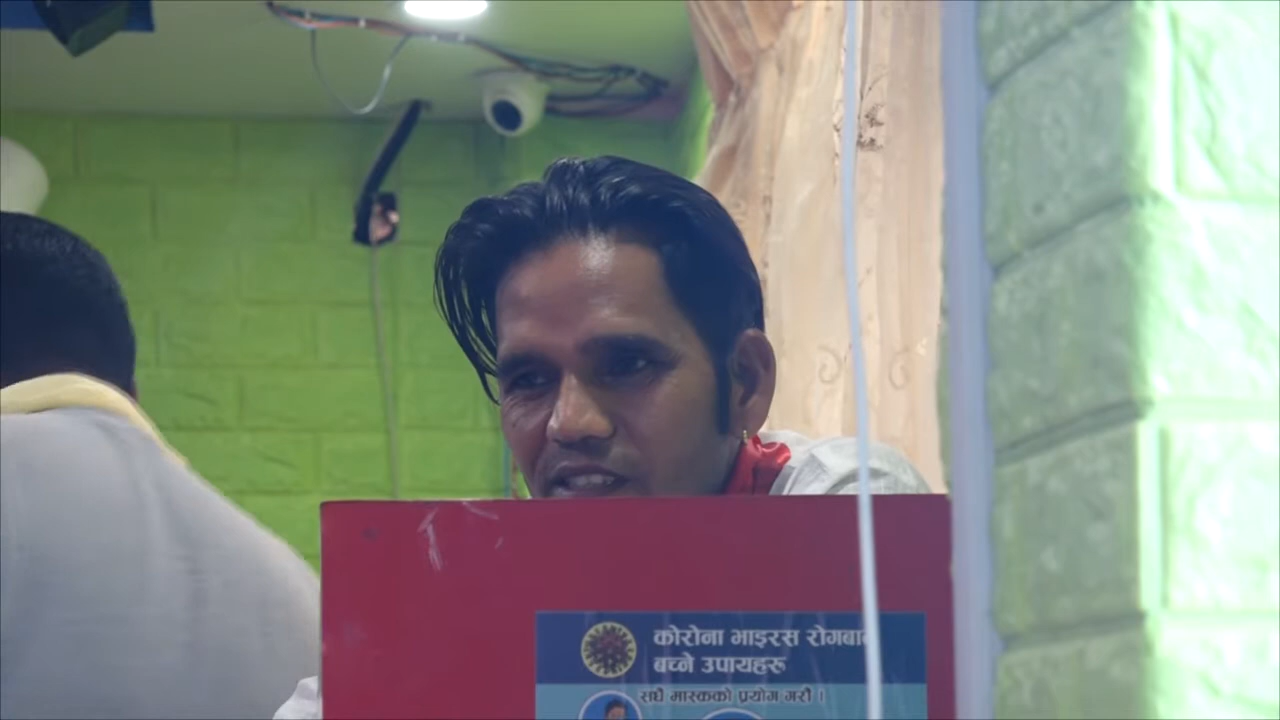 कोरोना भाइरस रोगबाट
बच्ने उपायहरू
सधैं मास्कको प्रयोग गरौं ।